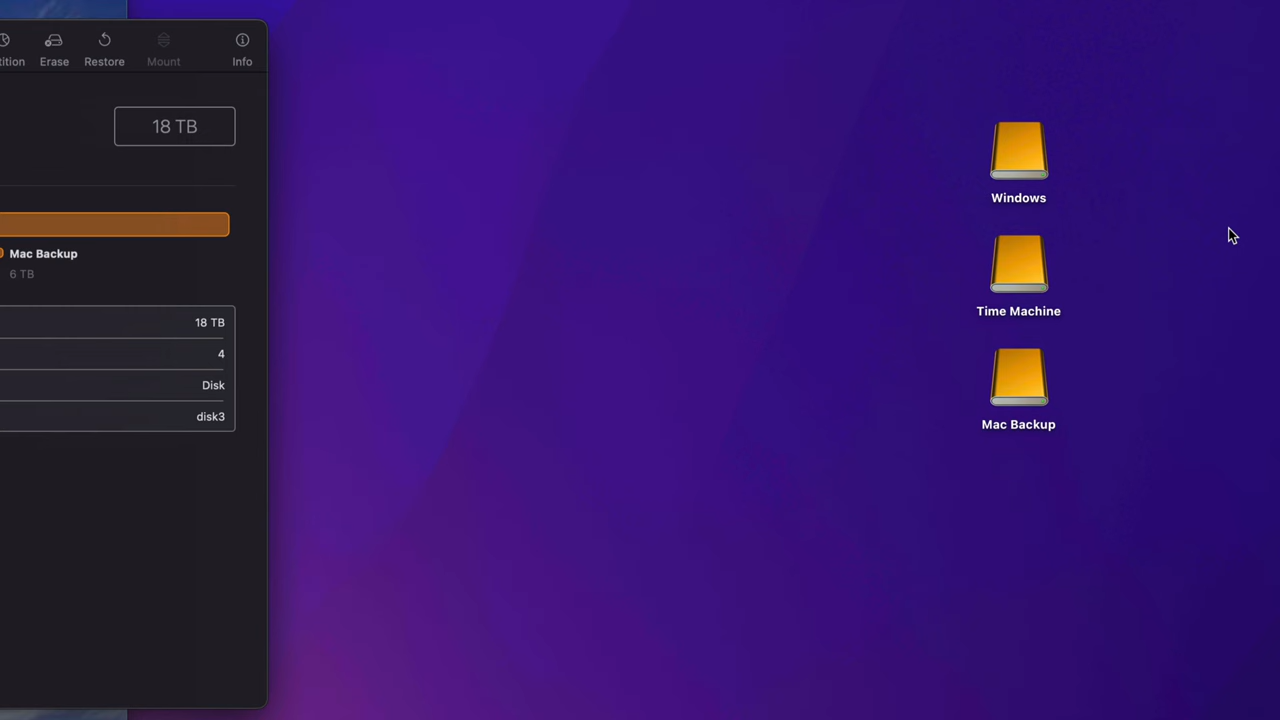 tition Erase Restore Mount Info
18 TB
Mac Backup
6 TB
18 TB
4
Disk
disk3
Windows
Time Machine
Mac Backup